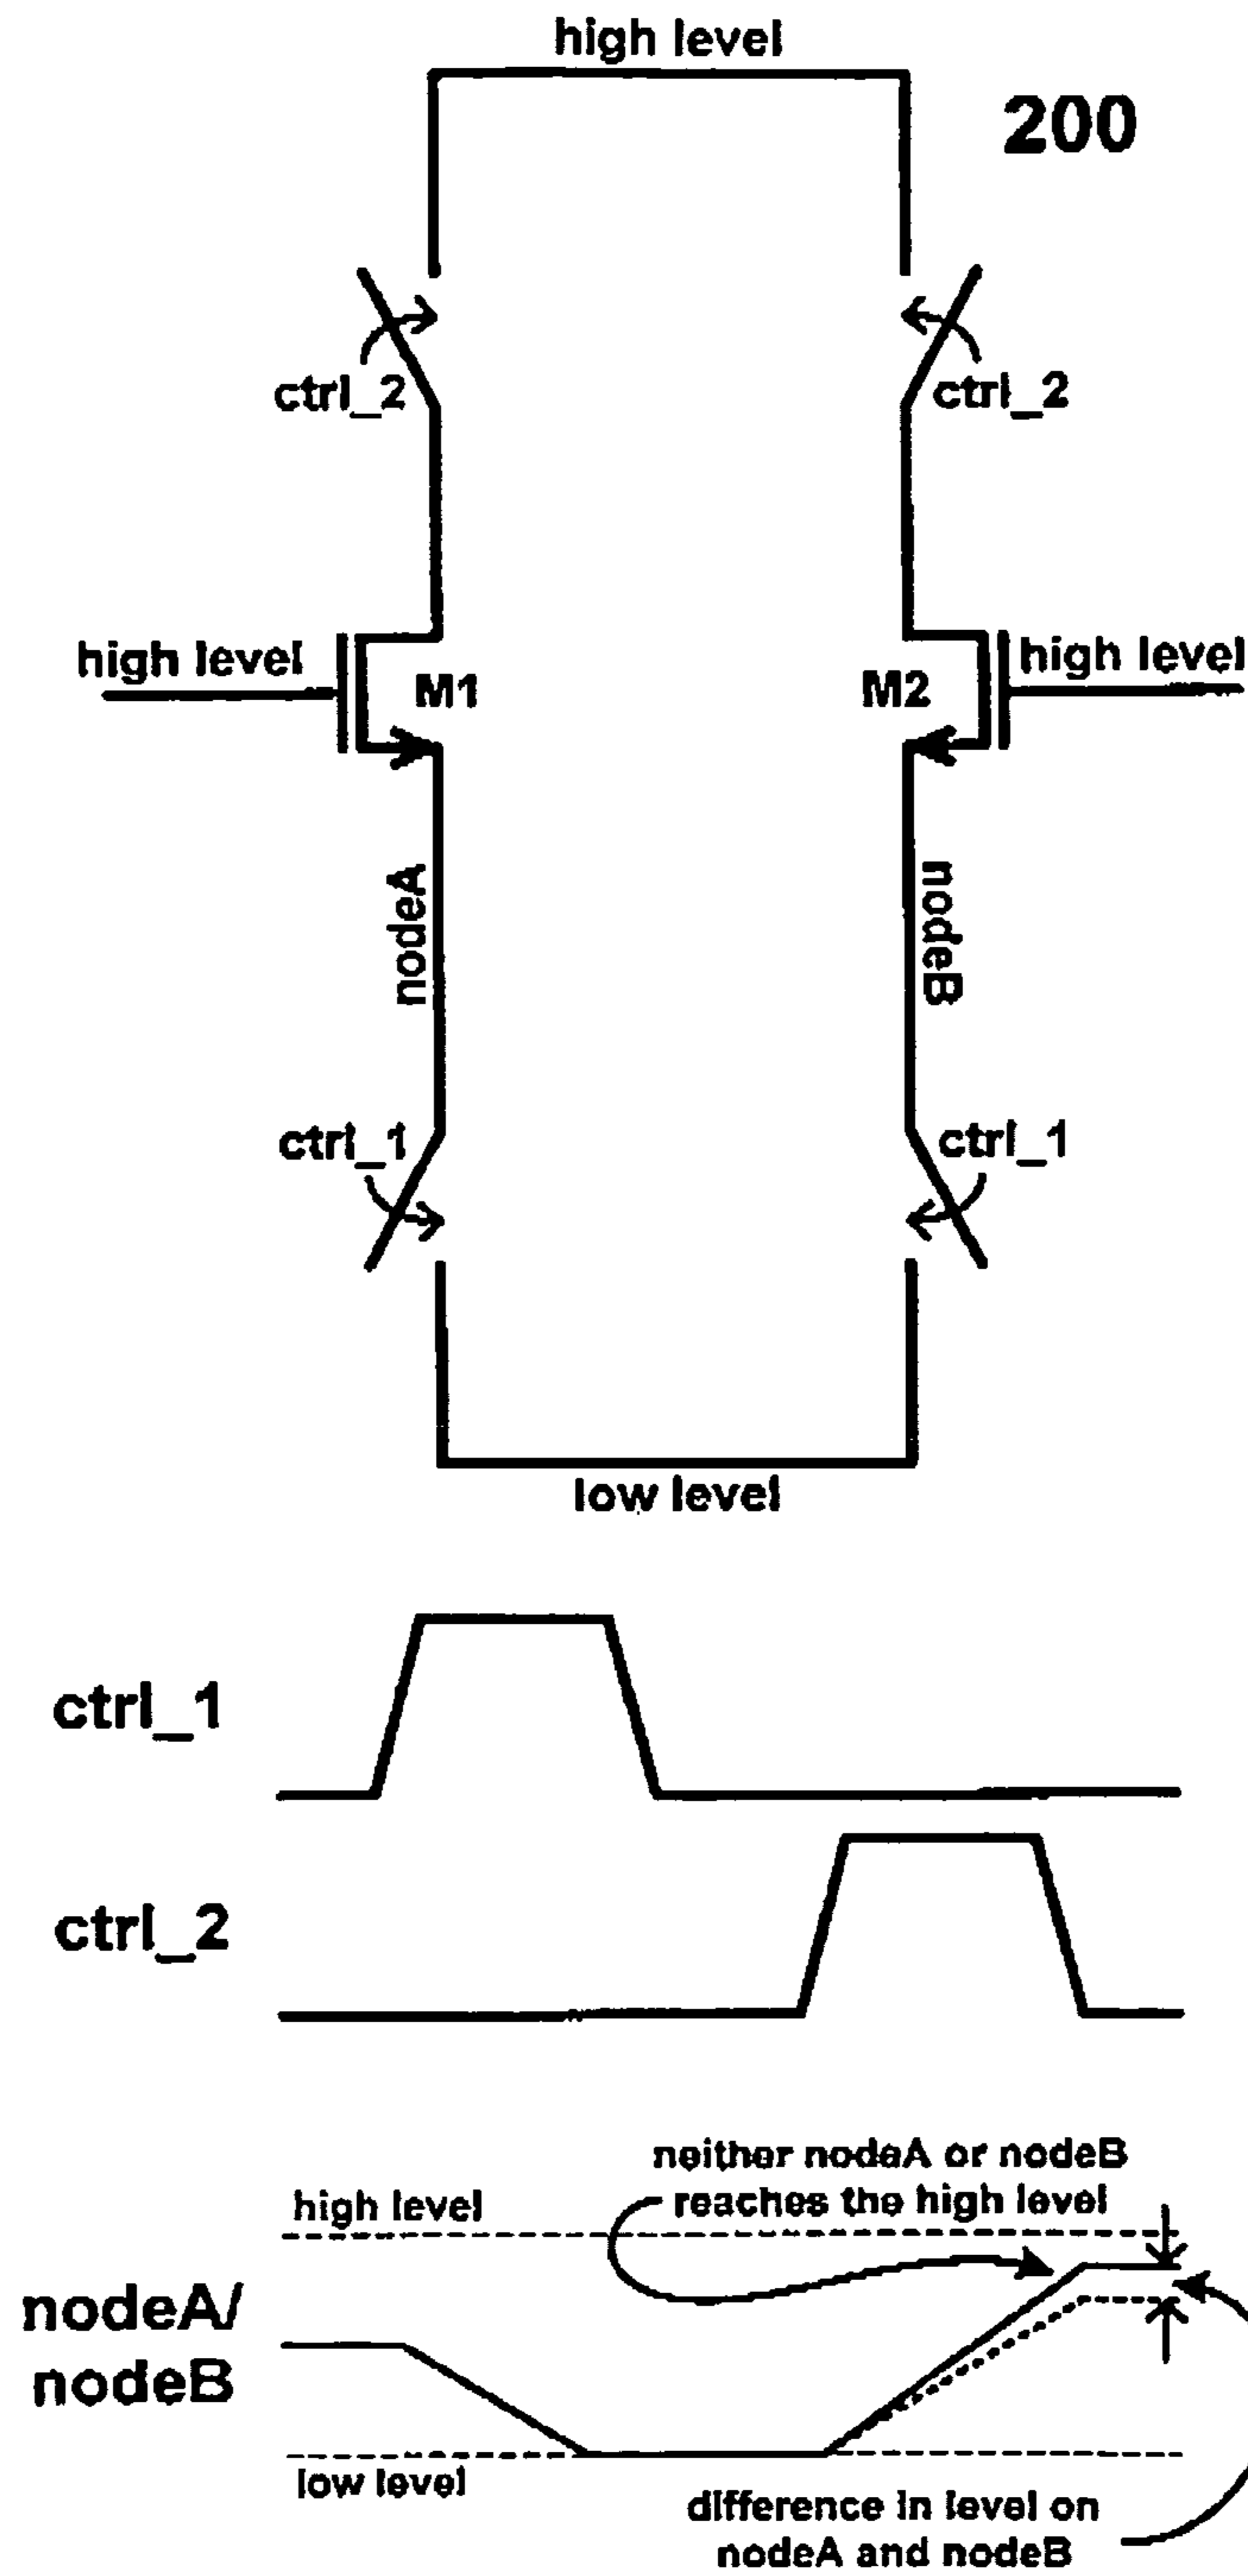 high level
200
ctrl_2
ctrl_2
high level
M1
M2
high level
nodeA
nodeB
ctrl_1
ctrl_1
low level
ctrl_1
ctrl_2
neither nodeA or nodeB
reaches the high level
high level
nodeA/
nodeB
low level
difference in level on
nodeA and nodeB